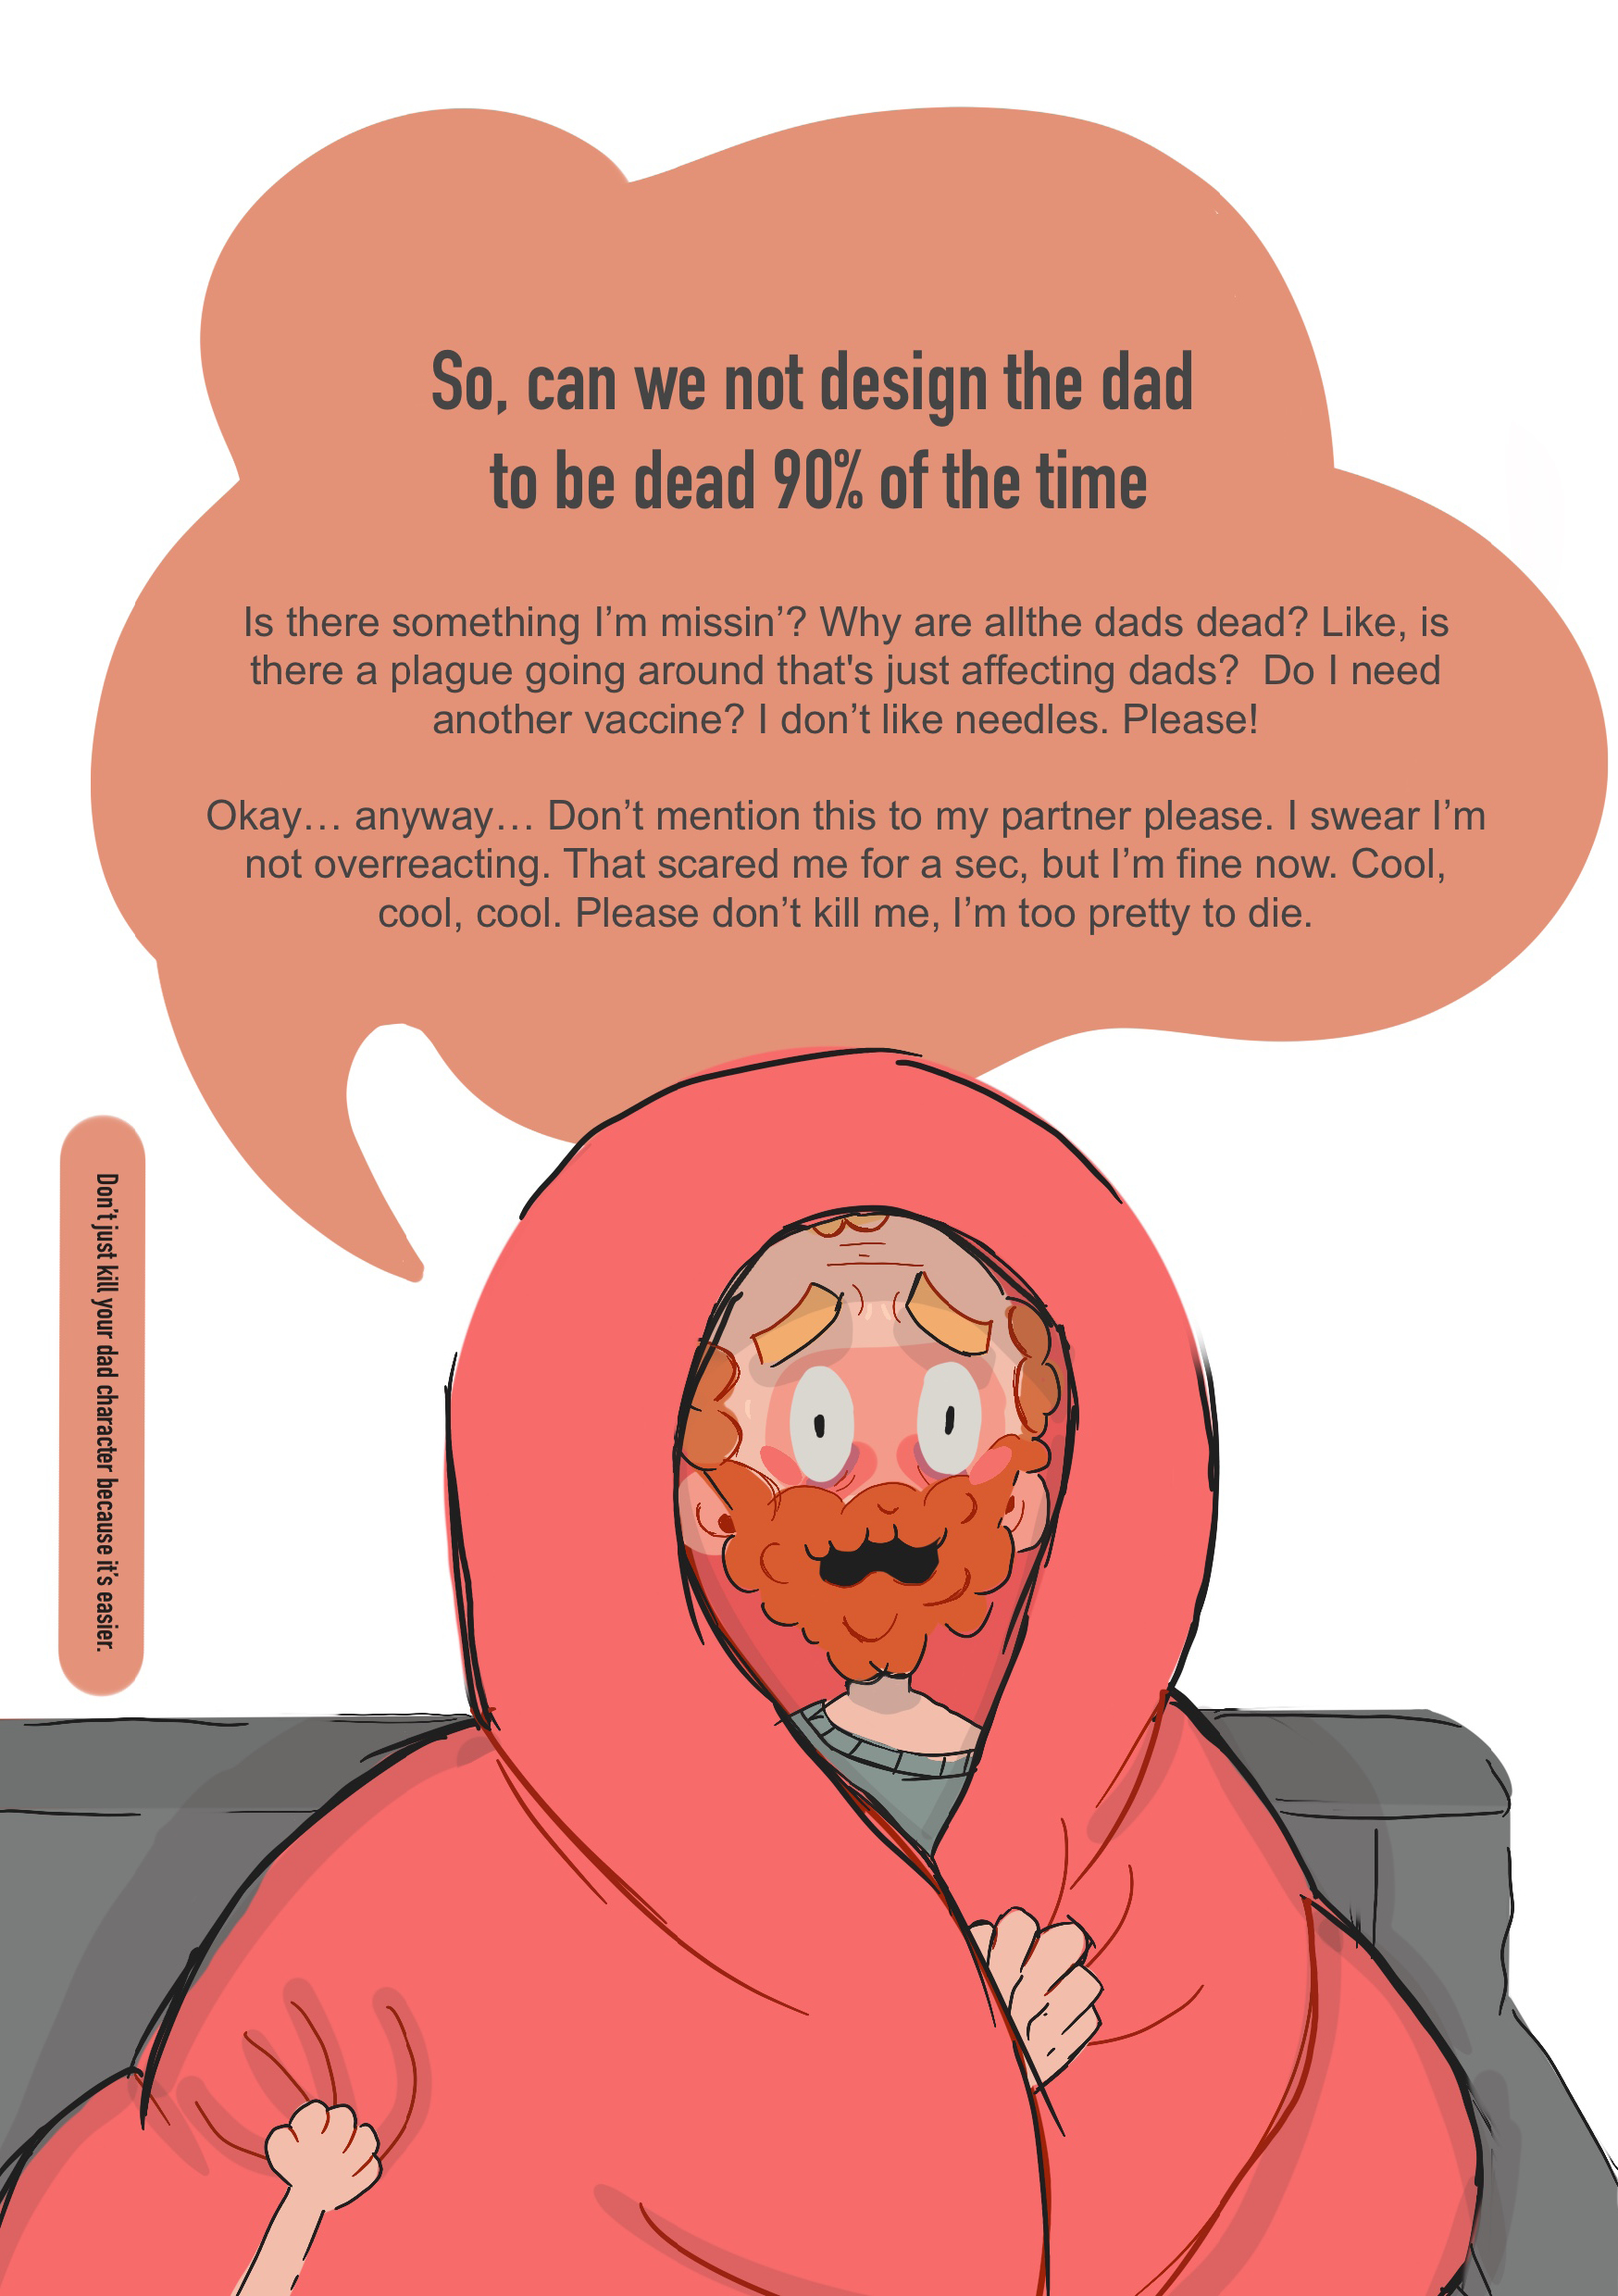 So, can we not design the dad
to be dead 90% of the time
Is there something I’m missin’? Why are allthe dads dead? Like, is
there a plague going around that's just affecting dads?  Do I need
another vaccine? I don’t like needles. Please!
Okay… anyway… Don’t mention this to my partner please. I swear I’m
not overreacting. That scared me for a sec, but I’m fine now. Cool,
cool, cool. Please don’t kill me, I’m too pretty to die.
Don’t just kill your dad character because it’s easier.